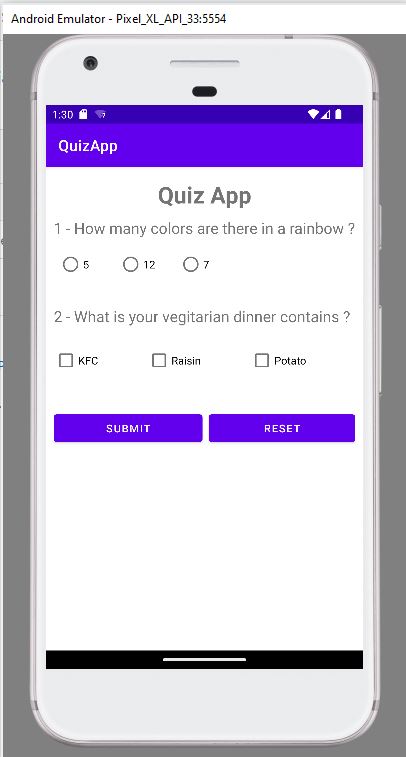 Android Emulator - Pixel_XL_API_33:5554
1:30
QuizApp
Quiz App
1 - How many colors are there in a rainbow ?
5 12 7
2 - What is your vegitarian dinner contains ?
KFC Raisin Potato
SUBMIT RESET